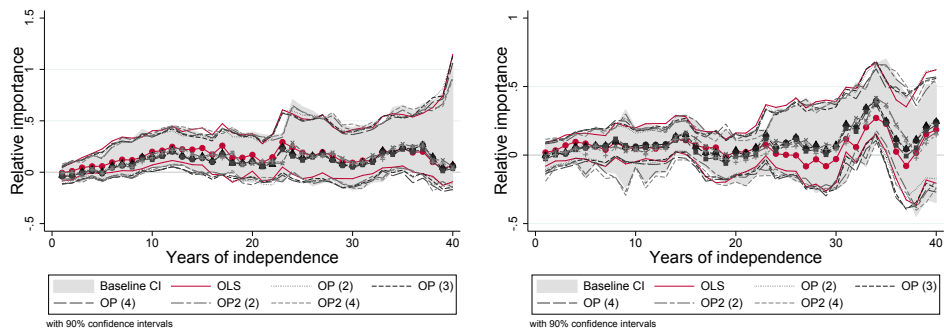 Relative importance
1.5
1
.5
0
-.5
0
10
20
30
40
Years of independence
Baseline CI
OLS
OP (2)
OP (3)
OP (4)
OP2 (2)
OP2 (4)
with 90% confidence intervals
Relative importance
1
.5
0
-.5
0
10
20
30
40
Years of independence
Baseline CI
OLS
OP (2)
OP (3)
OP (4)
OP2 (2)
OP2 (4)
with 90% confidence intervals